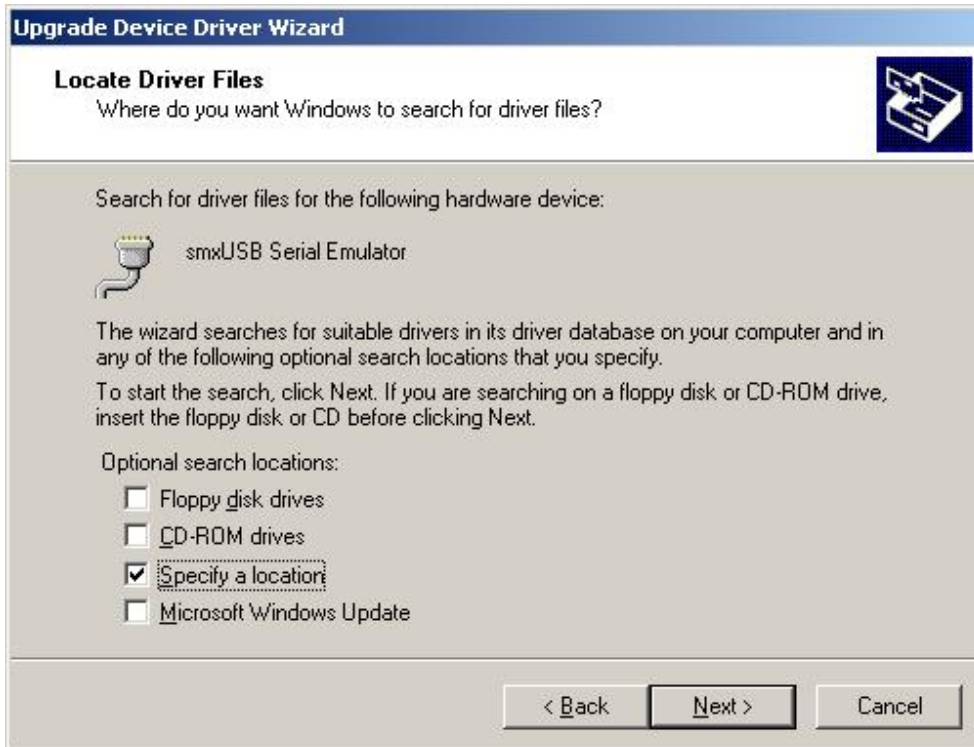 Upgrade Device Driver Wizard
Locate Driver Files
Where do you want Windows to search for driver files?
Search for driver files for the following hardware device:
smxUSB Serial Emulator
The wizard searches for suitable drivers in its driver database on your computer and in
any of the following optional search locations that you specify.
To start the search, click Next. If you are searching on a floppy disk or CD-ROM drive,
insert the floppy disk or CD before clicking Next.
Optional search locations:
Floppy disk drives
CD-ROM drives
Specify a location
Microsoft Windows Update
< Back Next > Cancel